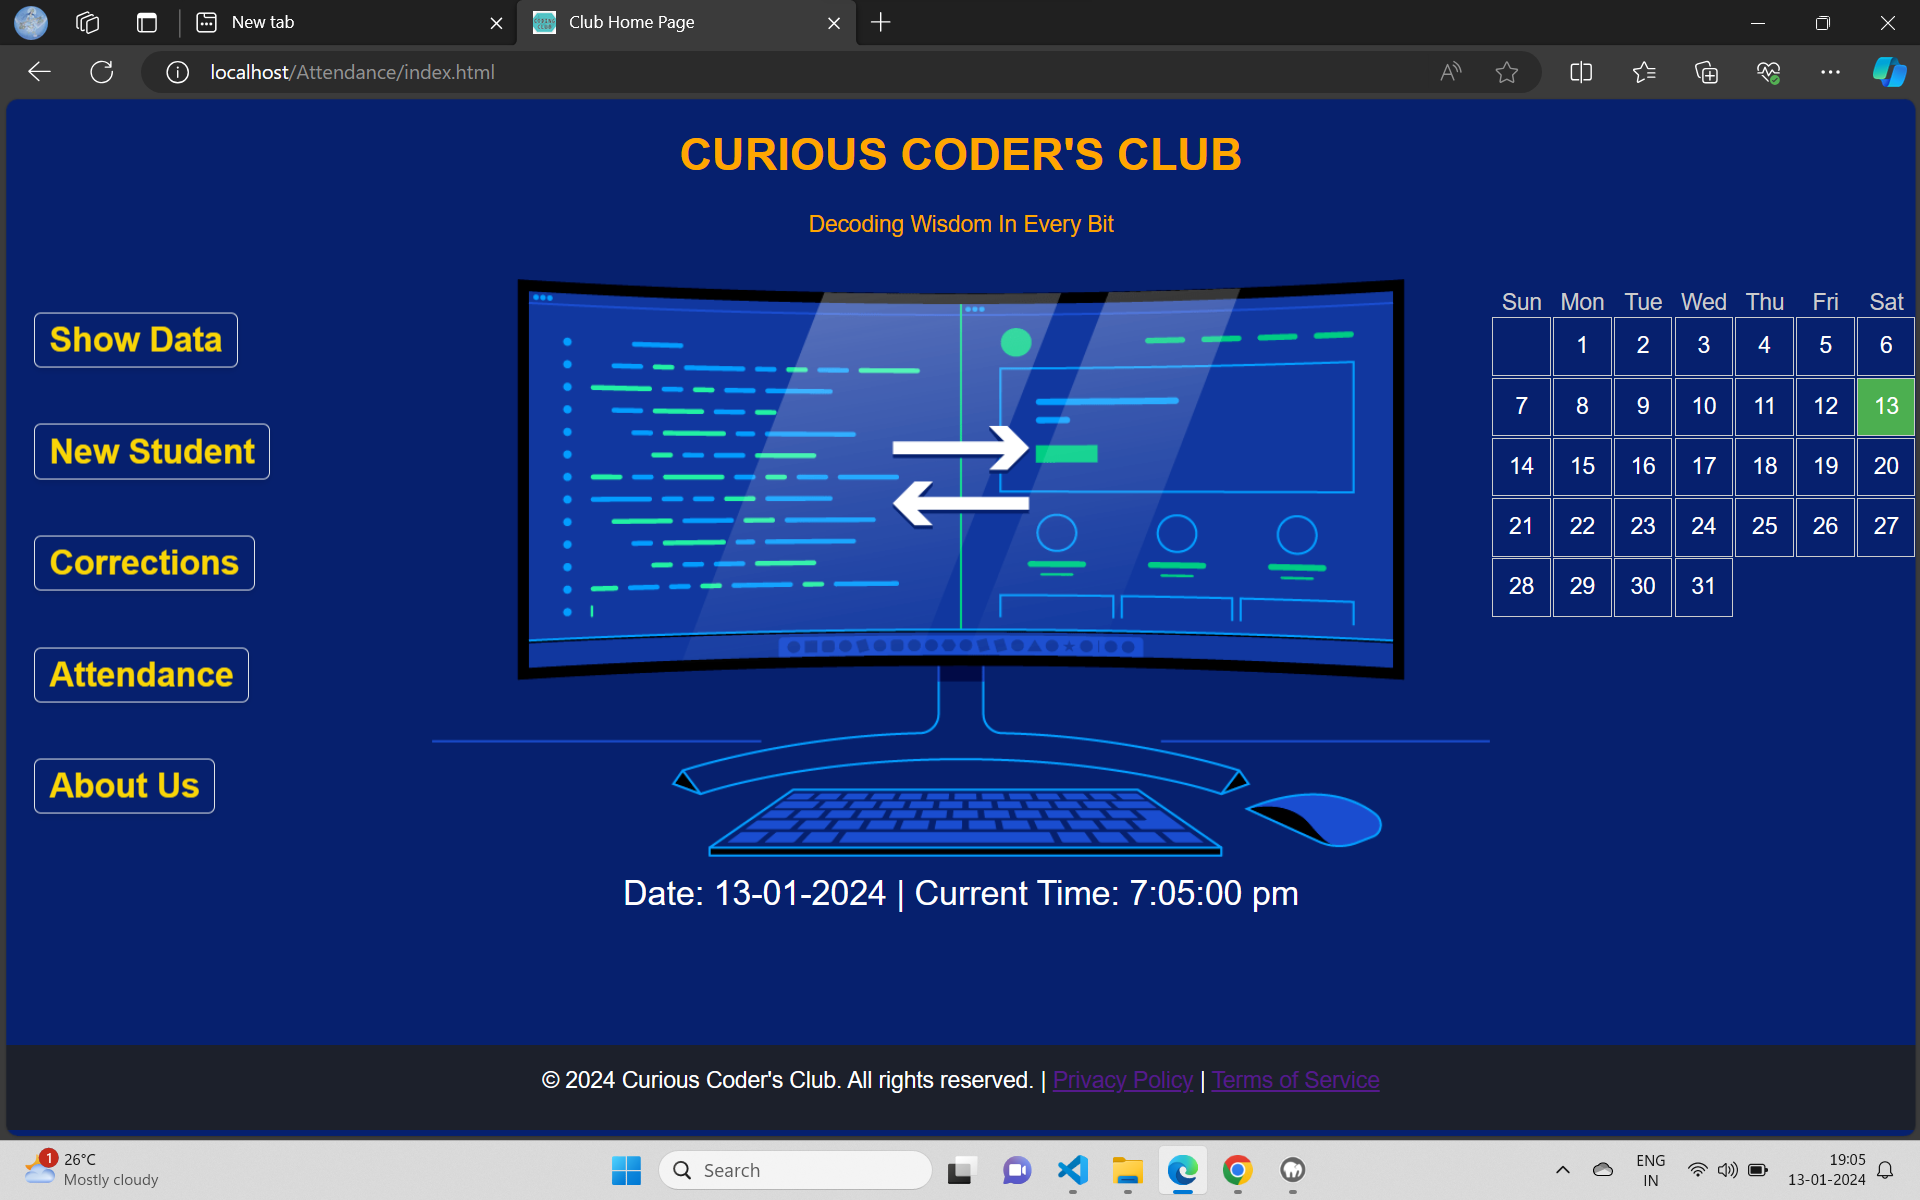 New tab
Club Home Page
localhost/Attendance/index.html
CURIOUS CODER'S CLUB
Decoding Wisdom In Every Bit
Show Data
New Student
Corrections
Attendance
About Us
Sun Mon Tue Wed Thu Fri Sat
1 2 3 4 5 6
7 8 9 10 11 12 13
14 15 16 17 18 19 20
21 22 23 24 25 26 27
28 29 30 31
Date: 13-01-2024 | Current Time: 7:05:00 pm
© 2024 Curious Coder's Club. All rights reserved. | Privacy Policy | Terms of Service
1
26°C
Mostly cloudy
Search
ENG
IN
19:05
13-01-2024